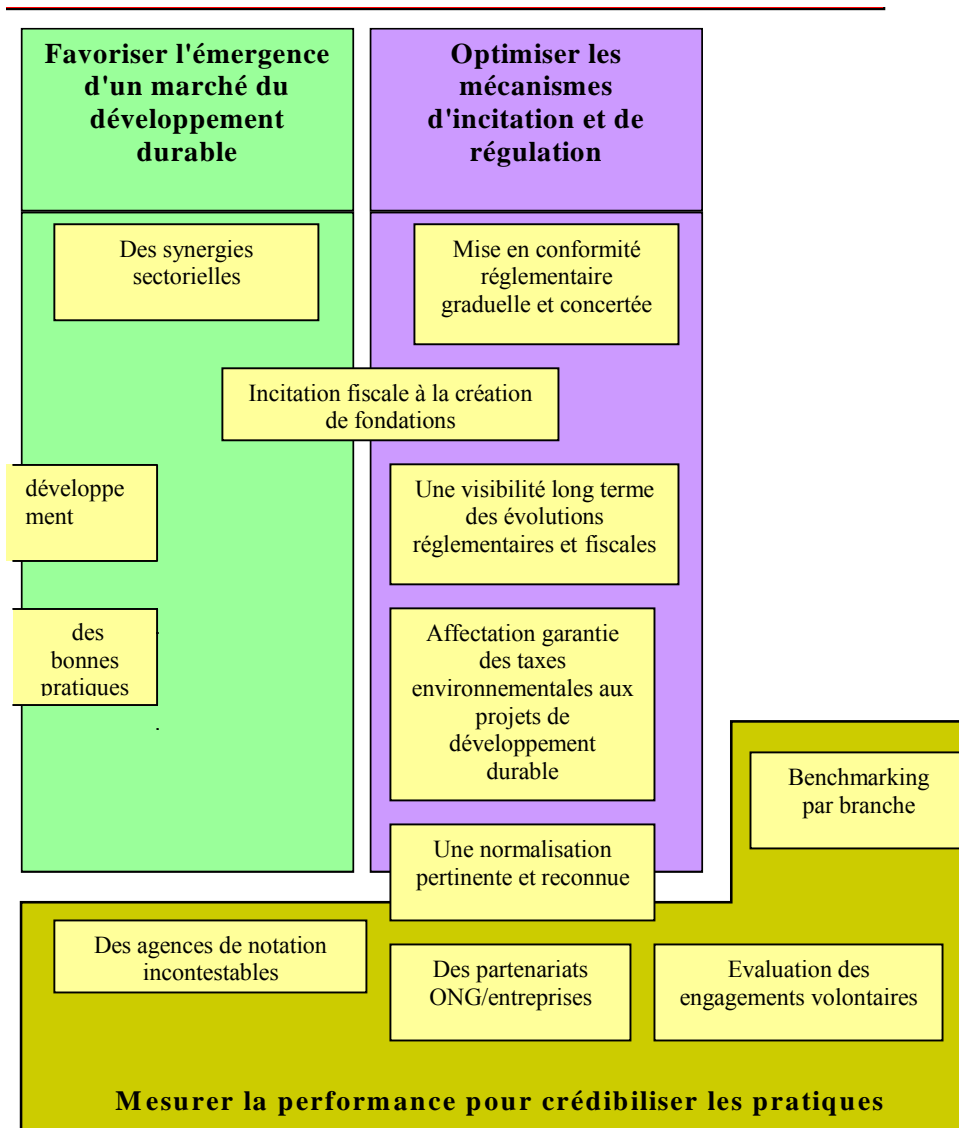 Favoriser l'émergence
d'un marché du
développement
durable
Optimiser les
mécanismes
d'incitation et de
régulation
Des synergies
sectorielles
Mise en conformité
réglementaire
graduelle et concertée
Incitation fiscale à la création
de fondations
développe
ment
Une visibilité long terme
des évolutions
réglementaires et fiscales
des
bonnes
pratiques
.
Affectation garantie
des taxes
environnementales aux
projets de
développement
durable
Benchmarking
par branche
Une normalisation
pertinente et reconnue
Des agences de notation
incontestables
Des partenariats
ONG/entreprises
Evaluation des
engagements volontaires
Mesurer la performance pour crédibiliser les pratiques